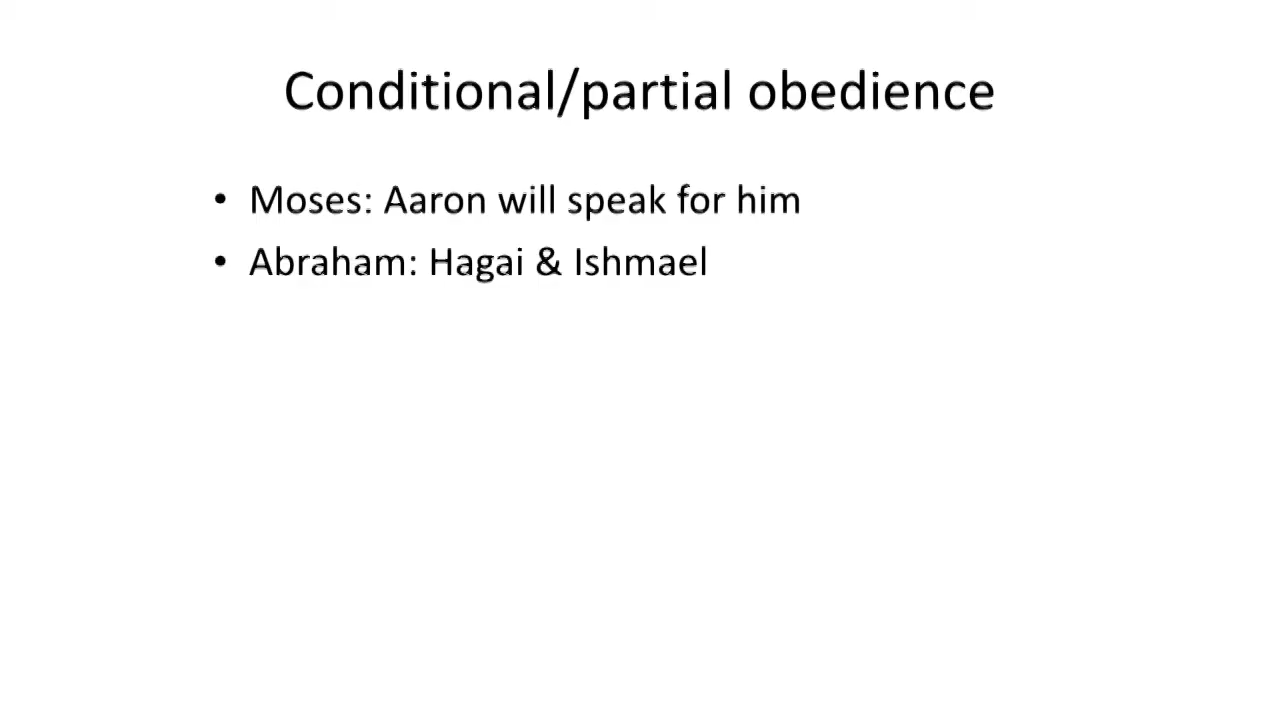 Conditional/partial obedience
• Moses: Aaron will speak for him
• Abraham: Hagai & Ishmael